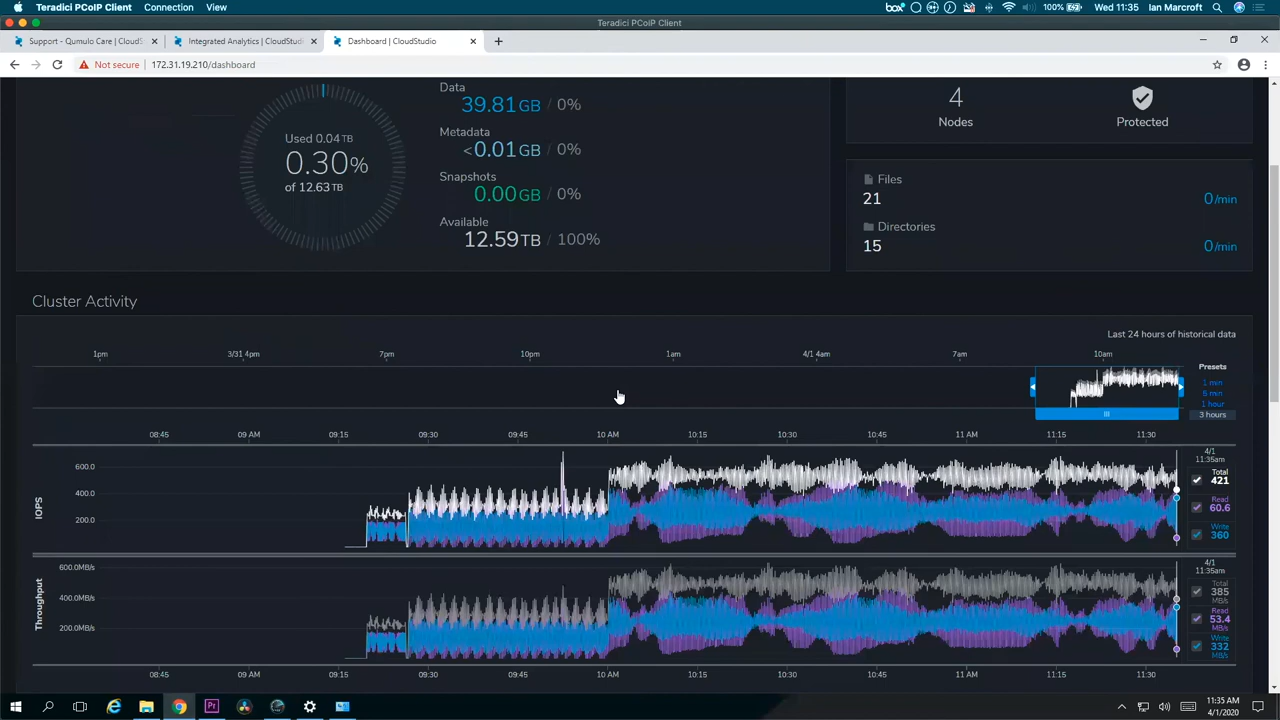 Teradici PCoIP Client Connection View
box 100% Wed 11:35 Ian Marcroft
Teradici PCoIP Client
Support - Qumulo Care | CloudS
Integrated Analytics | CloudStudi
Dashboard | CloudStudio
Not secure | 172.31.19.210/dashboard
Used 0.04 TB
0.30%
of 12.63 TB
Data
39.81 GB / 0%
Metadata
<0.01 GB / 0%
Snapshots
0.00 GB / 0%
Available
12.59 TB / 100%
4
Nodes
Protected
Files
21 0/min
Directories
15 0/min
Cluster Activity
Last 24 hours of historical data
1pm 3/31 4pm 7pm 10pm 1am 4/1 4am 7am 10am
Presets
1 min
5 min
1 hour
3 hours
08:45 09 AM 09:15 09:30 09:45 10 AM 10:15 10:30 10:45 11 AM 11:15 11:30
IOPS
600.0
400.0
200.0
4/1
11:35am
Total
421
Read
60.6
Write
360
Throughput
600.0MB/s
400.0MB/s
200.0MB/s
4/1
11:35am
Total
385
MB/s
Read
53.4
MB/s
Write
332
MB/s
08:45 09 AM 09:15 09:30 09:45 10 AM 10:15 10:30 10:45 11 AM 11:15 11:30
Pr
11:35 AM
4/1/2020